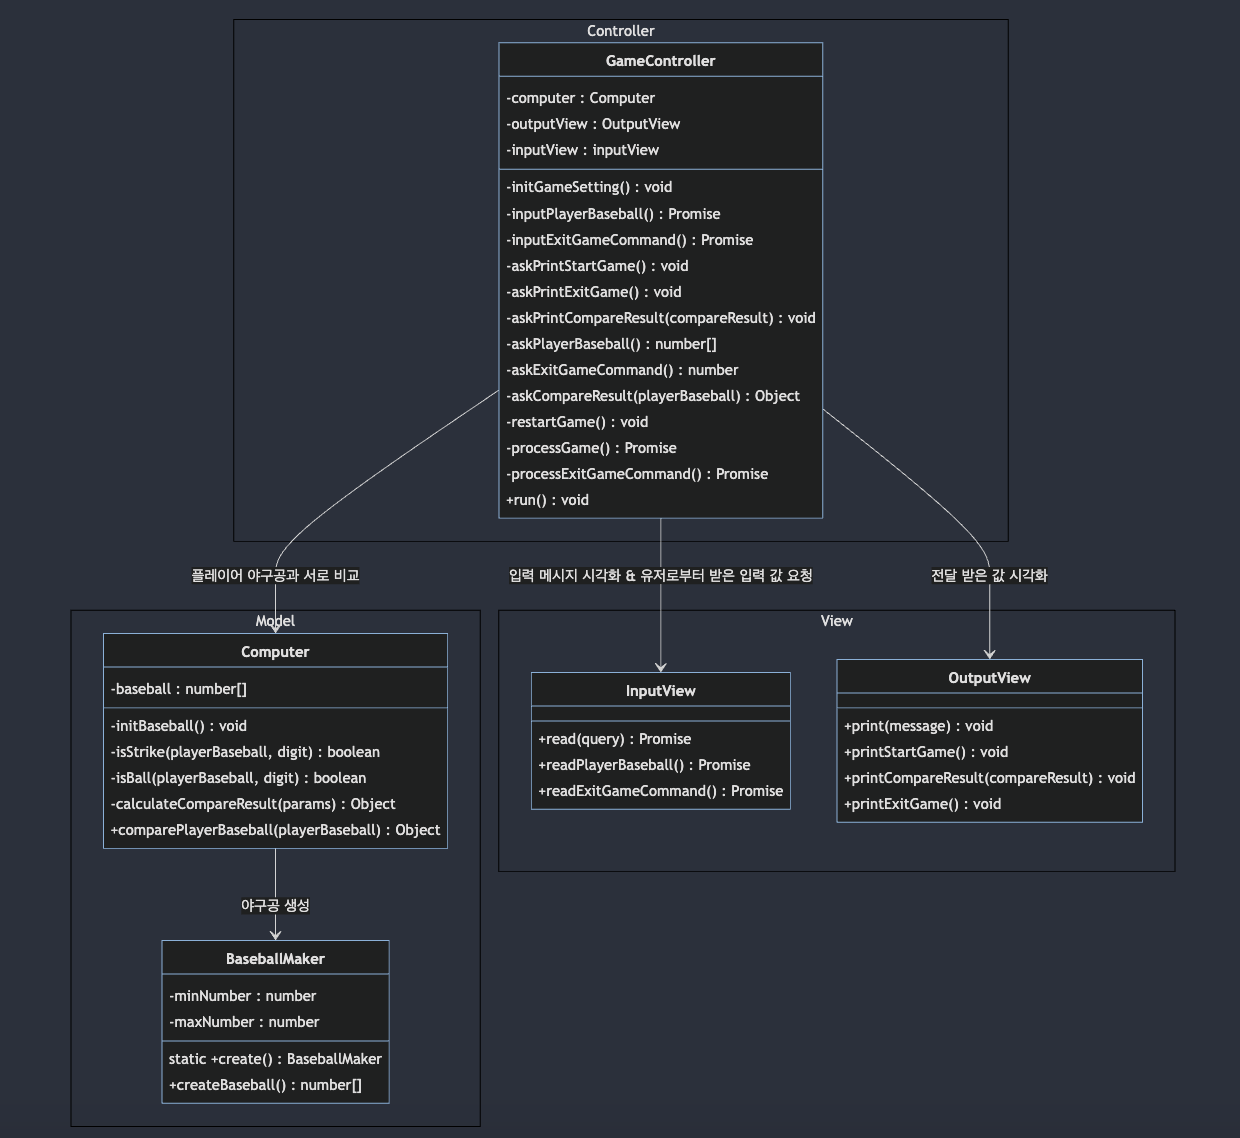 Controller
GameController
-computer : Computer
-outputView : OutputView
-inputView : inputView
-initGameSetting() : void
-inputPlayerBaseball() : Promise
-inputExitGameCommand() : Promise
-askPrintStartGame() : void
-askPrintExitGame() : void
-askPrintCompareResult(compareResult) : void
-askPlayerBaseball() : number[]
-askExitGameCommand() : number
-askCompareResult(playerBaseball) : Object
-restartGame() : void
-processGame() : Promise
-processExitGameCommand() : Promise
+run() : void
플레이어 야구공과 서로 비교
입력 메시지 시각화 & 유저로부터 받은 입력 값 요청
전달 받은 값 시각화
Model
Computer
-baseball : number[]
-initBaseball() : void
-isStrike(playerBaseball, digit) : boolean
-isBall(playerBaseball, digit) : boolean
-calculateCompareResult(params) : Object
+comparePlayerBaseball(playerBaseball) : Object
야구공 생성
BaseballMaker
-minNumber : number
-maxNumber : number
static +create() : BaseballMaker
+createBaseball() : number[]
View
InputView
+read(query) : Promise
+readPlayerBaseball() : Promise
+readExitGameCommand() : Promise
OutputView
+print(message) : void
+printStartGame() : void
+printCompareResult(compareResult) : void
+printExitGame() : void